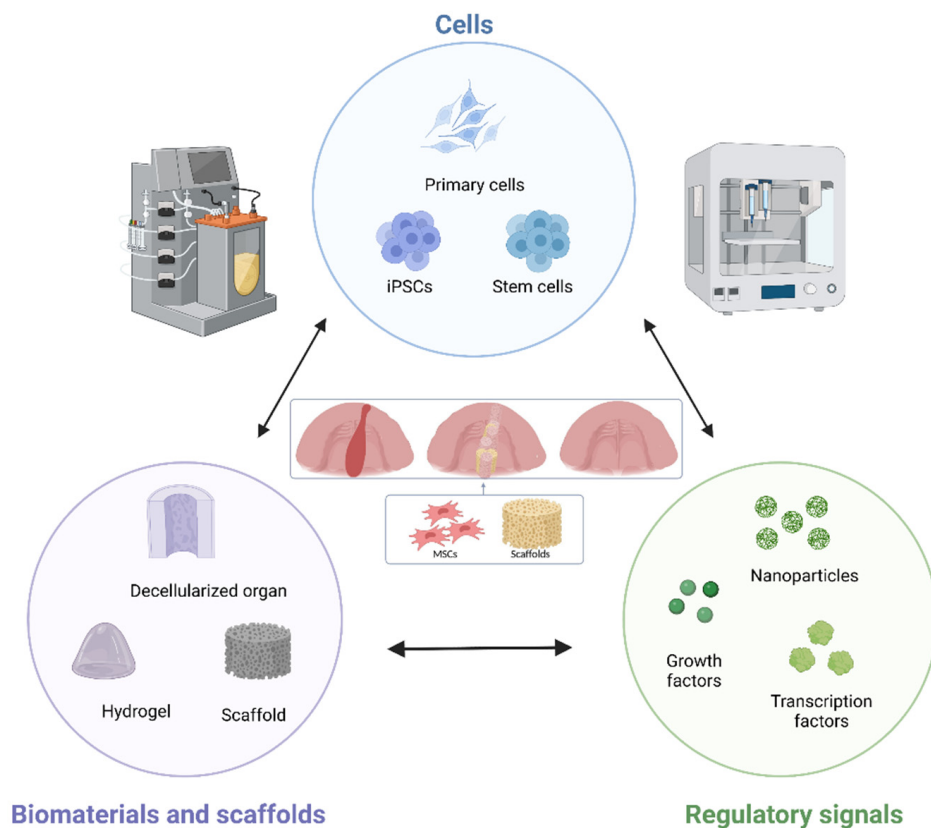 Cells
Primary cells
iPSCs
Stem cells
MSCs
Scaffolds
Decellularized organ
Hydrogel
Scaffold
Nanoparticles
Growth
factors
Transcription
factors
Biomaterials and scaffolds
Regulatory signals